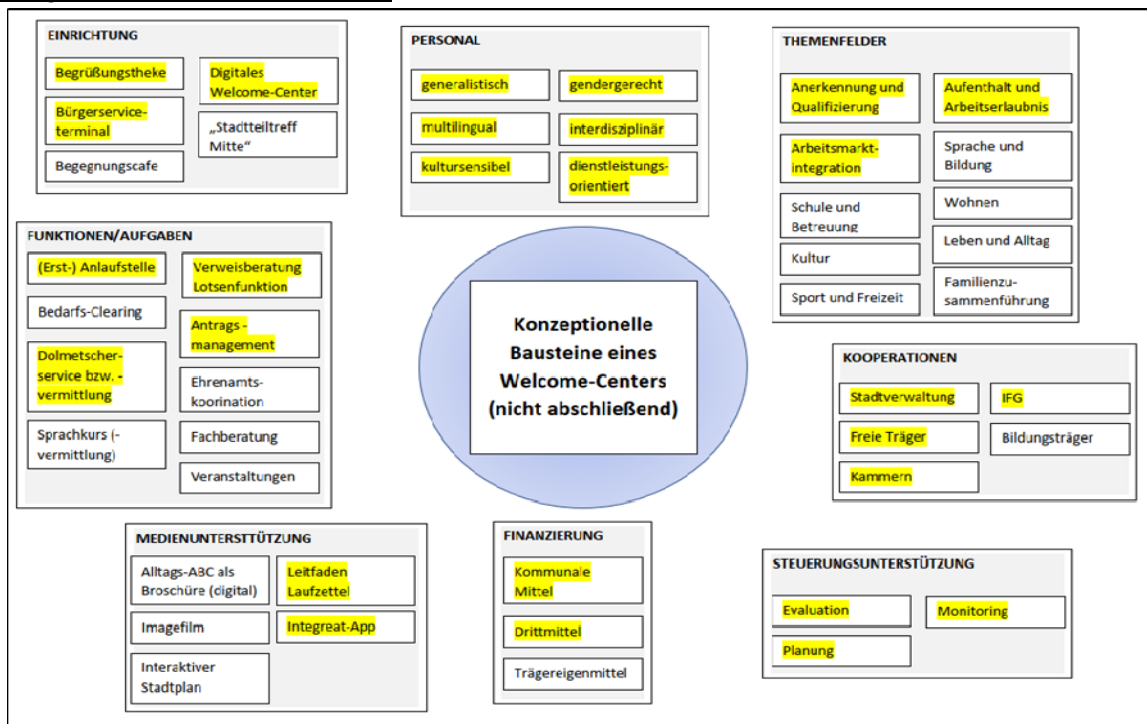 EINRICHTUNG
Begrüßungstheke
Digitales
Welcome-Center
Bürgerservice-
terminal
„Stadtteiltreff
Mitte“
Begegnungscafe
PERSONAL
generalistisch
gendergerecht
multilingual
interdisziplinär
kultursensibel
dienstleistungs-
orientiert
THEMENFELDER
Anerkennung und
Qualifizierung
Aufenthalt und
Arbeitserlaubnis
Arbeitsmarkt-
integration
Sprache und
Bildung
Schule und
Betreuung
Wohnen
Kultur
Leben und Alltag
Sport und Freizeit
Familienzu-
sammenführung
FUNKTIONEN/AUFGABEN
(Erst-) Anlaufstelle
Verweisberatung
Lotsenfunktion
Bedarfs-Clearing
Antrags -
management
Dolmetscher-
service bzw. -
vermittlung
Ehrenamts-
koorination
Sprachkurs (-
vermittlung)
Fachberatung
Veranstaltungen
Konzeptionelle
Bausteine eines
Welcome-Centers
(nicht abschließend)
KOOPERATIONEN
Stadtverwaltung
IFG
Freie Träger
Bildungsträger
Kammern
MEDIENUNTERSTTÜTZUNG
Alltags-ABC als
Broschüre (digital)
Leitfaden
Laufzettel
Imagefilm
Integreat-App
Interaktiver
Stadtplan
FINANZIERUNG
Kommunale
Mittel
Drittmittel
Trägereigenmittel
STEUERUNGSUNTERSTÜTZUNG
Evaluation
Monitoring
Planung